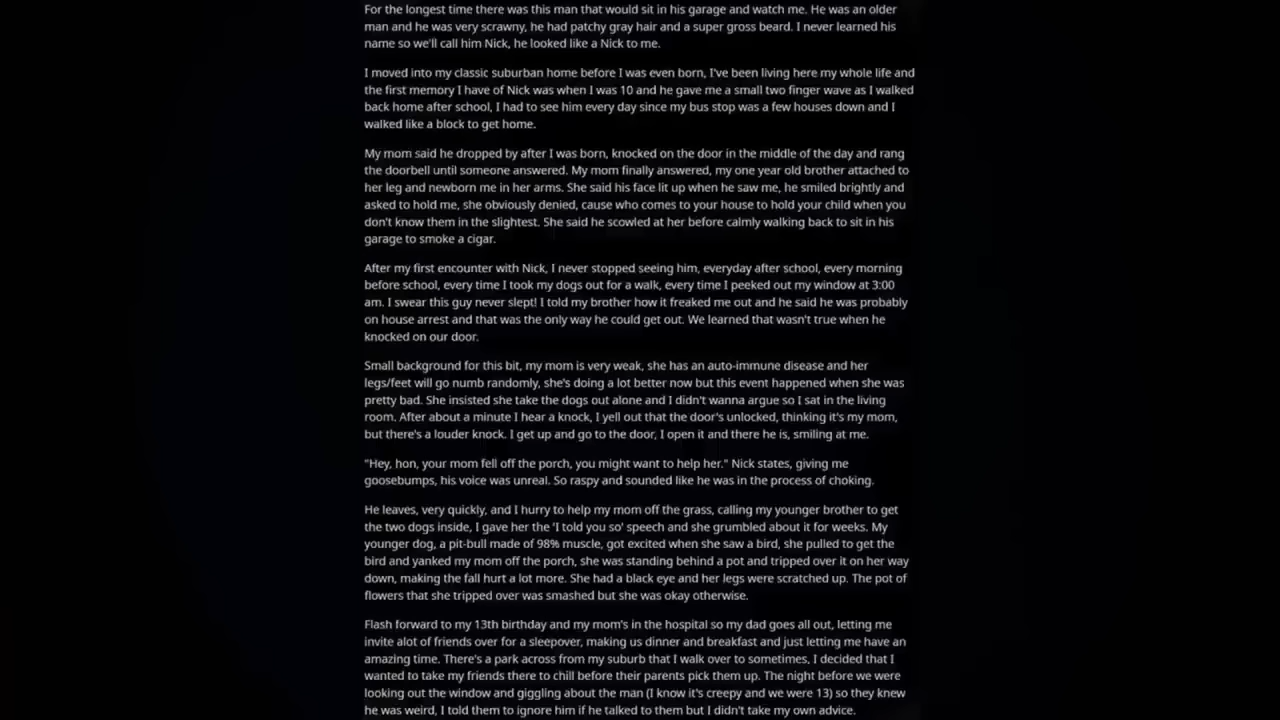 For the longest time there was this man that would sit in his garage and watch me. He was an older
man and he was very scrawny, he had patchy gray hair and a super gross beard. I never learned his
name so we'll call him Nick, he looked like a Nick to me.
I moved into my classic suburban home before I was even born, I've been living here my whole life and
the first memory I have of Nick was when I was 10 and he gave me a small two finger wave as I walked
back home after school, I had to see him every day since my bus stop was a few houses down and I
walked like a block to get home.
My mom said he dropped by after I was born, knocked on the door in the middle of the day and rang
the doorbell until someone answered. My mom finally answered, my one year old brother attached to
her leg and newborn me in her arms. She said his face lit up when he saw me, he smiled brightly and
asked to hold me, she obviously denied, cause who comes to your house to hold your child when you
don't know them in the slightest. She said he scowled at her before calmly walking back to sit in his
garage to smoke a cigar.
After my first encounter with Nick, I never stopped seeing him, everyday after school, every morning
before school, every time I took my dogs out for a walk, every time I peeked out my window at 3:00
am. I swear this guy never slept! I told my brother how it freaked me out and he said he was probably
on house arrest and that was the only way he could get out. We learned that wasn't true when he
knocked on our door.
Small background for this bit, my mom is very weak, she has an auto-immune disease and her
legs/feet will go numb randomly, she's doing a lot better now but this event happened when she was
pretty bad. She insisted she take the dogs out alone and I didn't wanna argue so I sat in the living
room. After about a minute I hear a knock, I yell out that the door's unlocked, thinking it's my mom,
but there's a louder knock. I get up and go to the door, I open it and there he is, smiling at me.
"Hey, hon, your mom fell off the porch, you might want to help her." Nick states, giving me
goosebumps, his voice was unreal. So raspy and sounded like he was in the process of choking.
He leaves, very quickly, and I hurry to help my mom off the grass, calling my younger brother to get
the two dogs inside, I gave her the 'I told you so' speech and she grumbled about it for weeks. My
younger dog, a pit-bull made of 98% muscle, got excited when she saw a bird, she pulled to get the
bird and yanked my mom off the porch, she was standing behind a pot and tripped over it on her way
down, making the fall hurt a lot more. She had a black eye and her legs were scratched up. The pot of
flowers that she tripped over was smashed but she was okay otherwise.
Flash forward to my 13th birthday and my mom's in the hospital so my dad goes all out, letting me
invite alot of friends over for a sleepover, making us dinner and breakfast and just letting me have an
amazing time. There's a park across from my suburb that I walk over to sometimes, I decided that I
wanted to take my friends there to chill before their parents pick them up. The night before we were
looking out the window and giggling about the man (I know it's creepy and we were 13) so they knew
he was weird, I told them to ignore him if he talked to them but I didn't take my own advice.